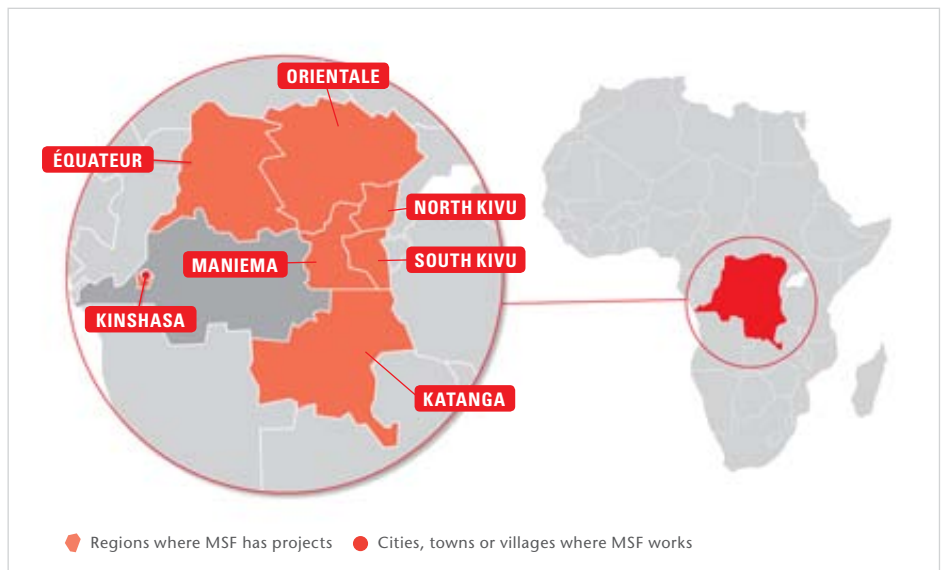 ORIENTALE
ÉQUATEUR
NORTH KIVU
MANIEMA
SOUTH KIVU
KINSHASA
KATANGA
Regions where MSF has projects
Cities, towns or villages where MSF works